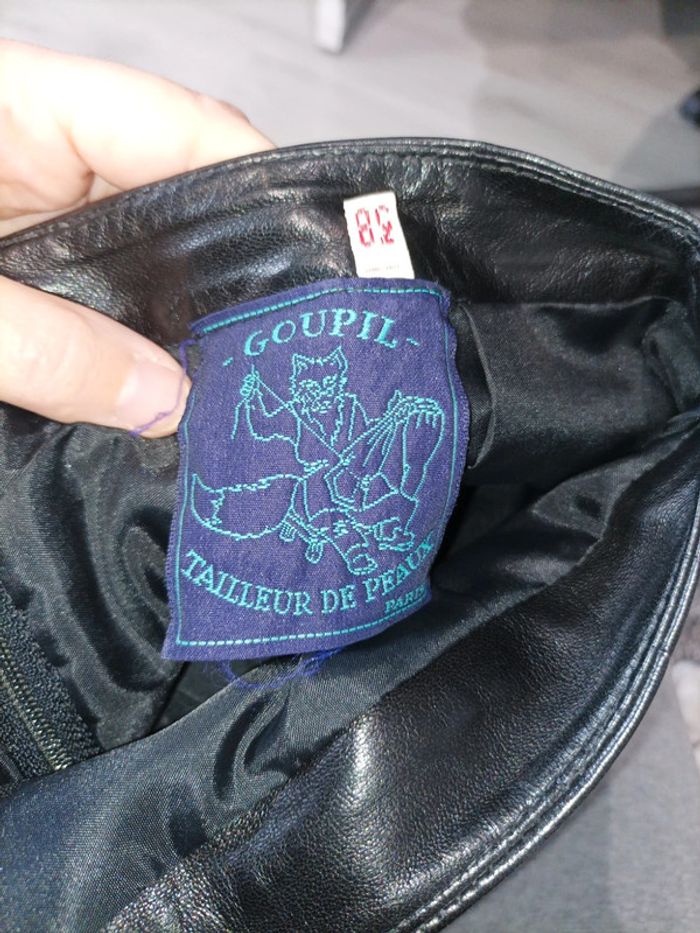 38
- GOUPIL -
TAILLEUR DE PEAUX
PARIS